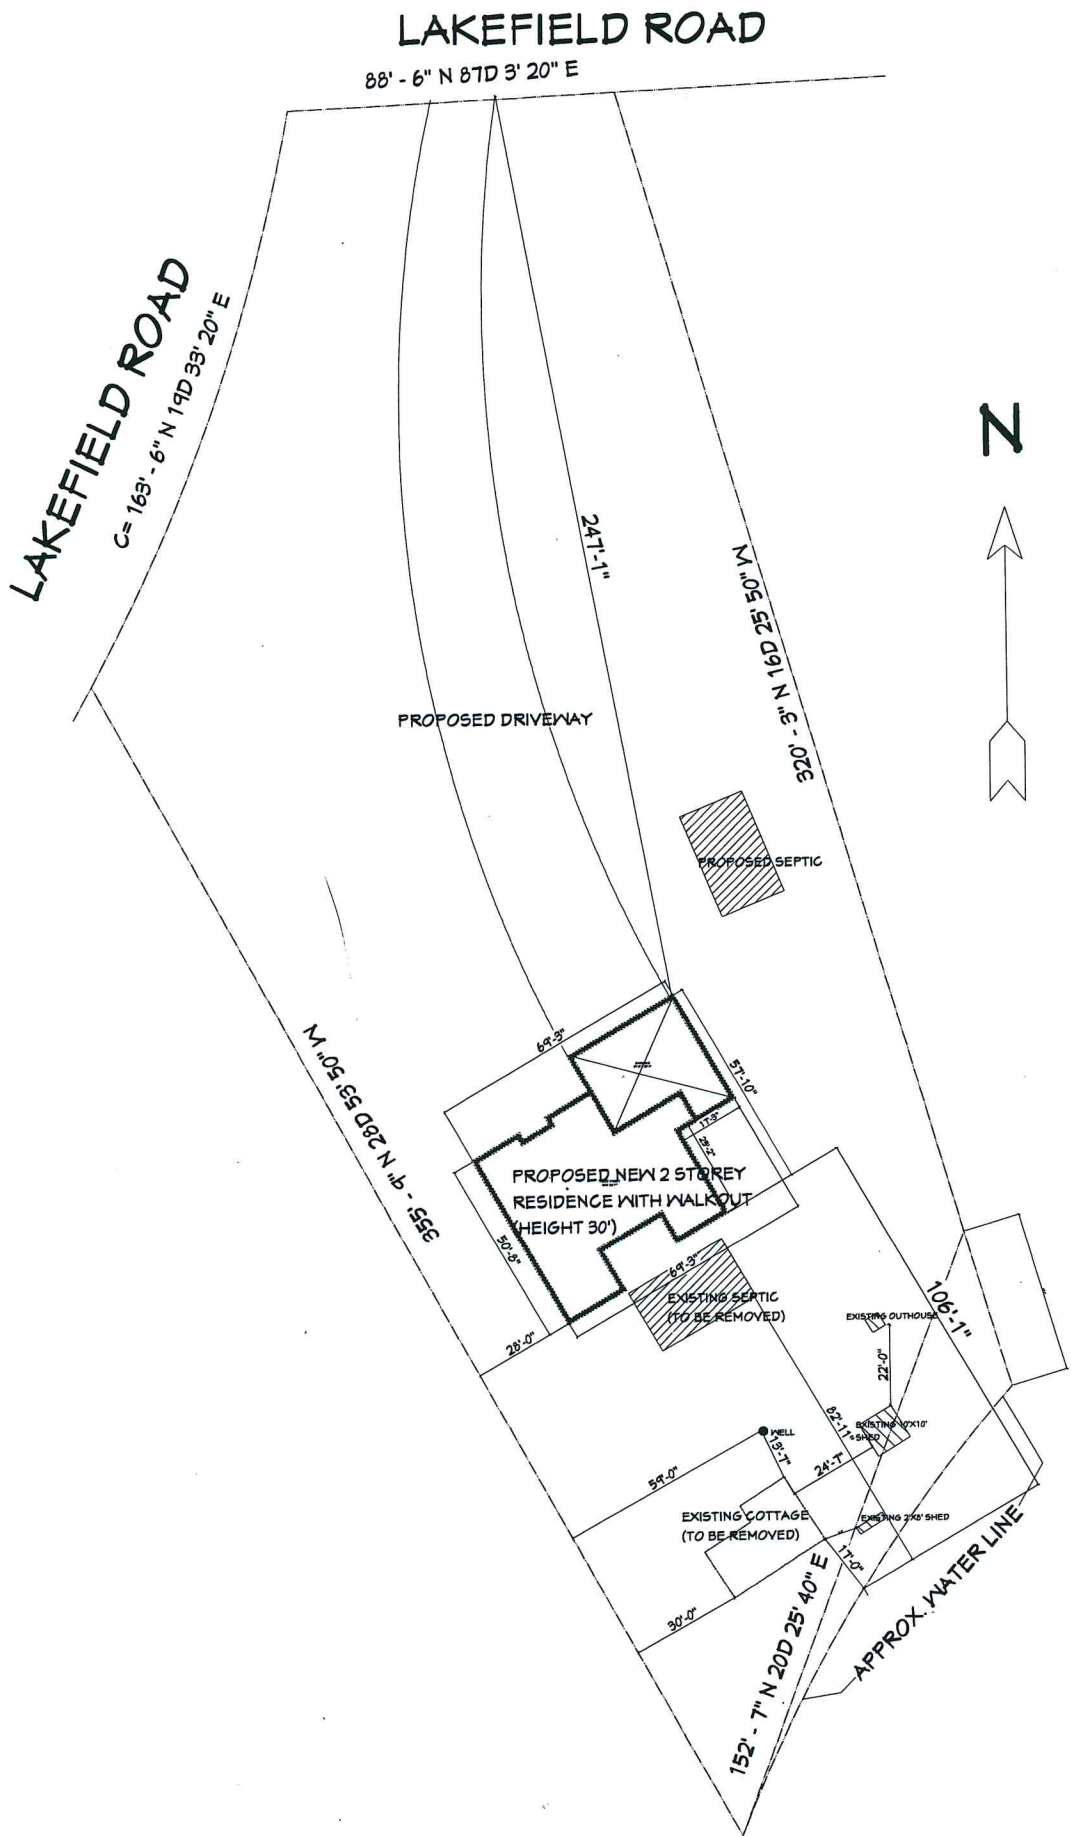 LAKEFIELD ROAD
88' - 6" N 87D 3' 20" E
LAKEFIELD ROAD
C= 163' - 6" N 19D 33' 20" E
N
247'-1"
320' - 3" N 16D 25' 50" W
PROPOSED DRIVEWAY
PROPOSED SEPTIC
355' - 9" N 28D 53' 50" W
69'-3"
57'-10"
17'-3"
PROPOSED NEW 2 STOREY
RESIDENCE WITH WALKOUT
(HEIGHT 30')
50'-8"
69'-3"
EXISTING SEPTIC
(TO BE REMOVED)
28'-0"
106'-1"
EXISTING OUTHOUSE
22'-0"
82'-11"
EXISTING 10'X10'
SHED
WELL
13'-7"
24'-7"
59'-0"
EXISTING COTTAGE
(TO BE REMOVED)
EXISTING 2'X8' SHED
17'-0"
30'-0"
152' - 7" N 20D 25' 40" E
APPROX. WATER LINE